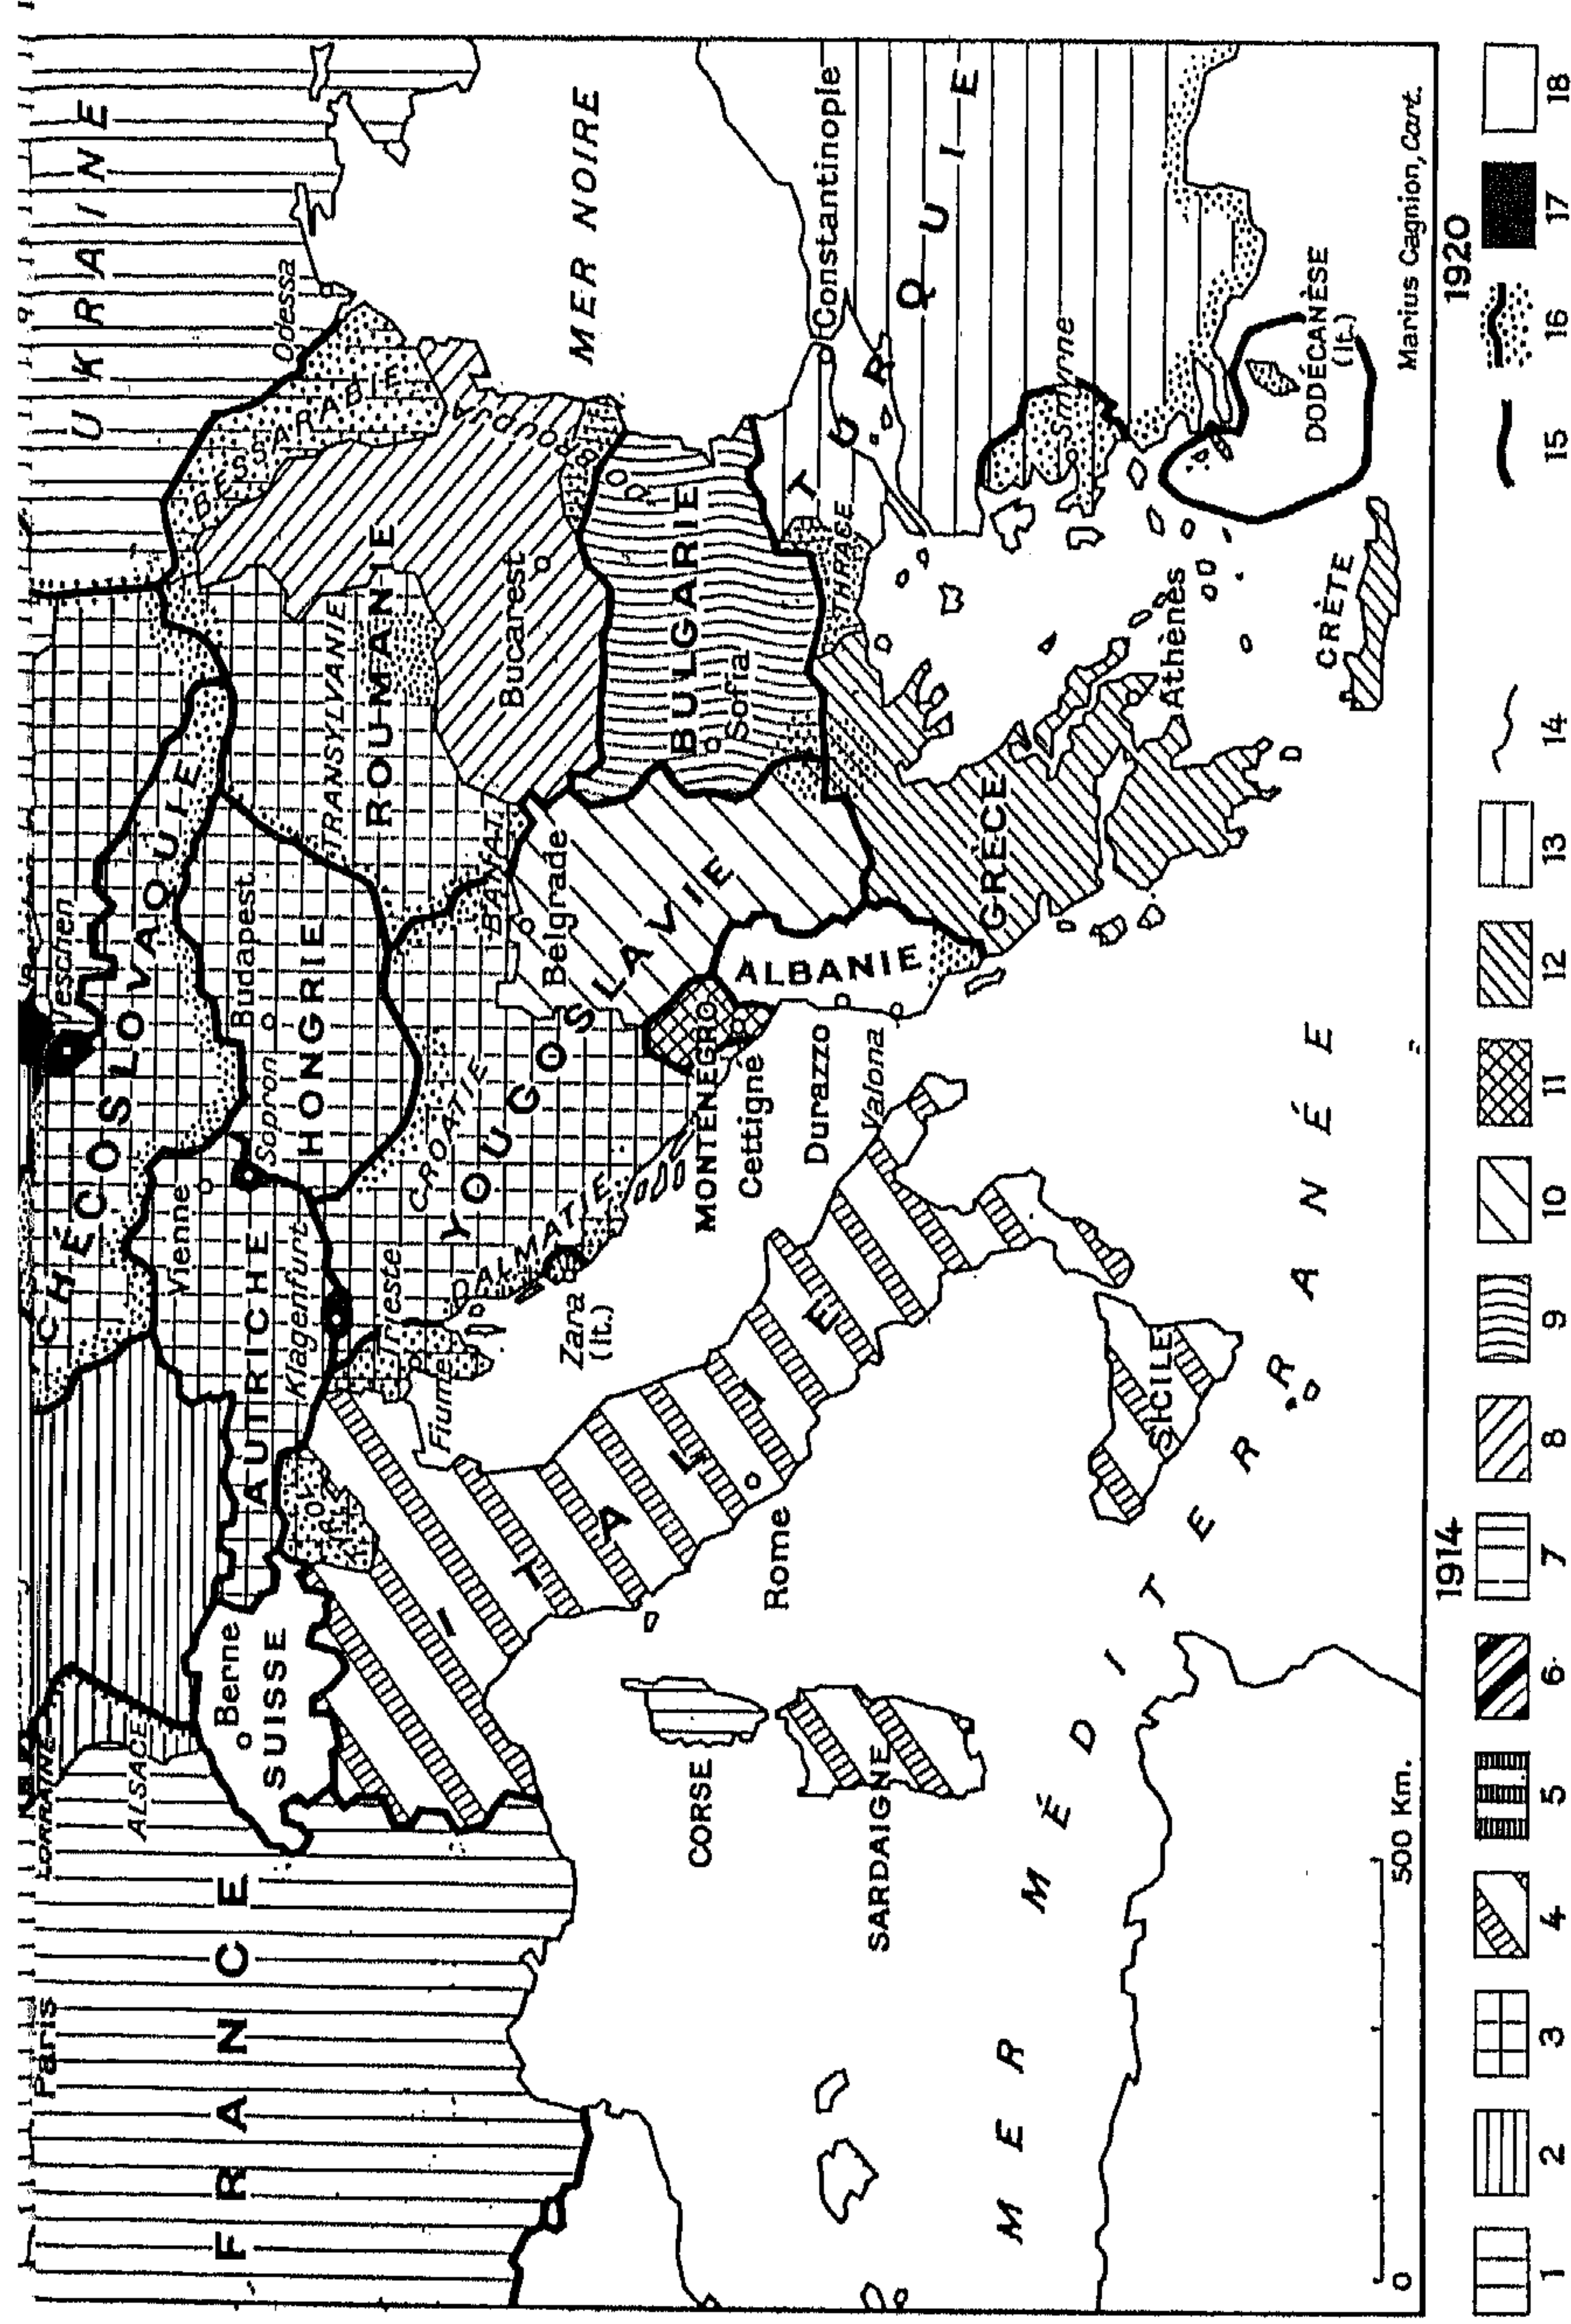 Paris
FRANCE
LORRAINE
ALSACE
Berne
SUISSE
TCHÉCOSLOVAQUIE
Teschen
Vienne
AUTRICHE
Klagenfurt
Sopron
Budapest
HONGRIE
UKRAINE
Odessa
BESSARABIE
TRANSYLVANIE
ROUMANIE
Bucarest
DOBROUDJA
BANAT
Belgrade
CROATIE
YOUGOSLAVIE
DALMATIE
Trieste
Fiume
Zara
(It.)
ITALIE
Rome
MONTÉNÉGRO
Cettigne
ALBANIE
Durazzo
Valona
BULGARIE
Sofia
MER NOIRE
Constantinople
TURQUIE
THRACE
Smyrne
GRÈCE
Athènes
CRÈTE
DODÉCANÈSE
(It.)
CORSE
SARDAIGNE
SICILE
MER MÉDITERRANÉE
0 500 Km.
Marius Cagnion, Cart.
1914 1920
1 2 3 4 5 6 7 8 9 10 11 12 13 14 15 16 17 18